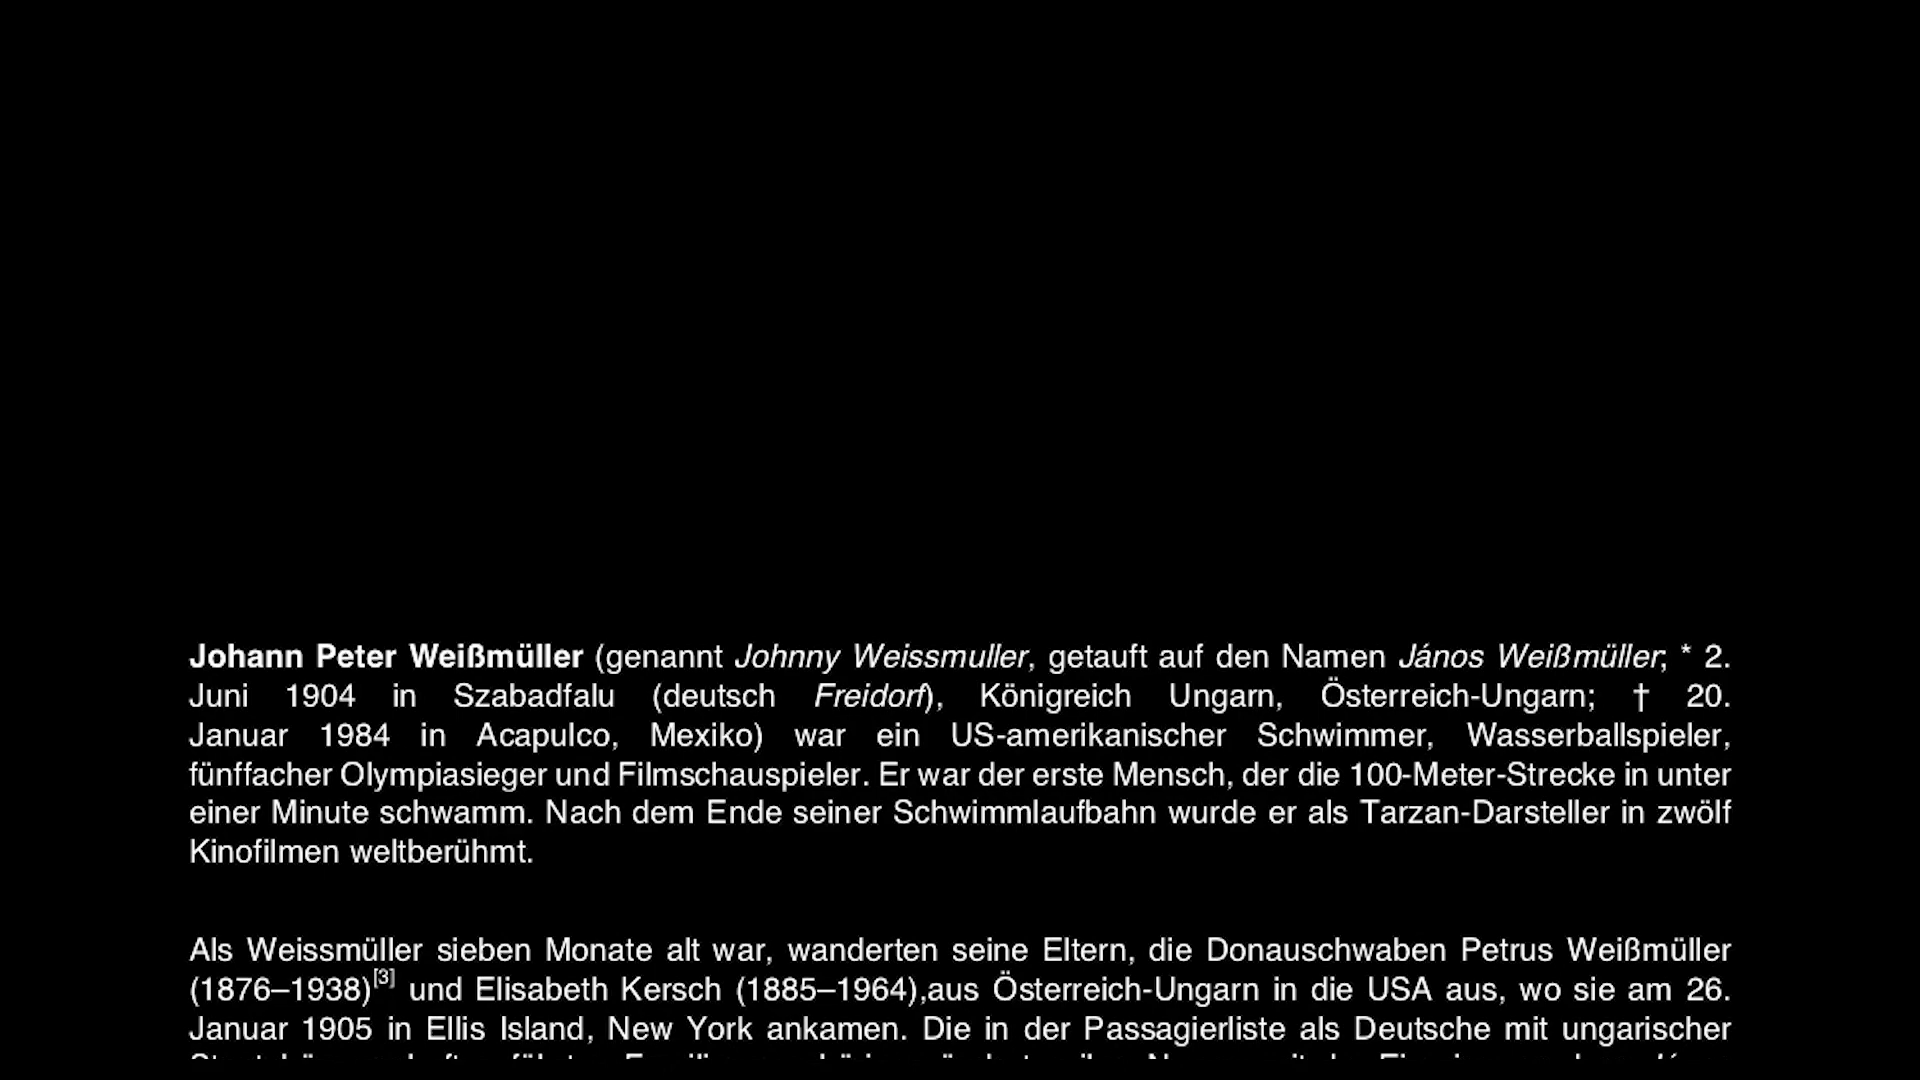 Johann Peter Weißmüller (genannt Johnny Weissmuller, getauft auf den Namen János Weißmüller; * 2.
Juni 1904 in Szabadfalu (deutsch Freidorf), Königreich Ungarn, Österreich-Ungarn; † 20.
Januar 1984 in Acapulco, Mexiko) war ein US-amerikanischer Schwimmer, Wasserballspieler,
fünffacher Olympiasieger und Filmschauspieler. Er war der erste Mensch, der die 100-Meter-Strecke in unter
einer Minute schwamm. Nach dem Ende seiner Schwimmlaufbahn wurde er als Tarzan-Darsteller in zwölf
Kinofilmen weltberühmt.
Als Weissmüller sieben Monate alt war, wanderten seine Eltern, die Donauschwaben Petrus Weißmüller
(1876–1938)[3] und Elisabeth Kersch (1885–1964),aus Österreich-Ungarn in die USA aus, wo sie am 26.
Januar 1905 in Ellis Island, New York ankamen. Die in der Passagierliste als Deutsche mit ungarischer